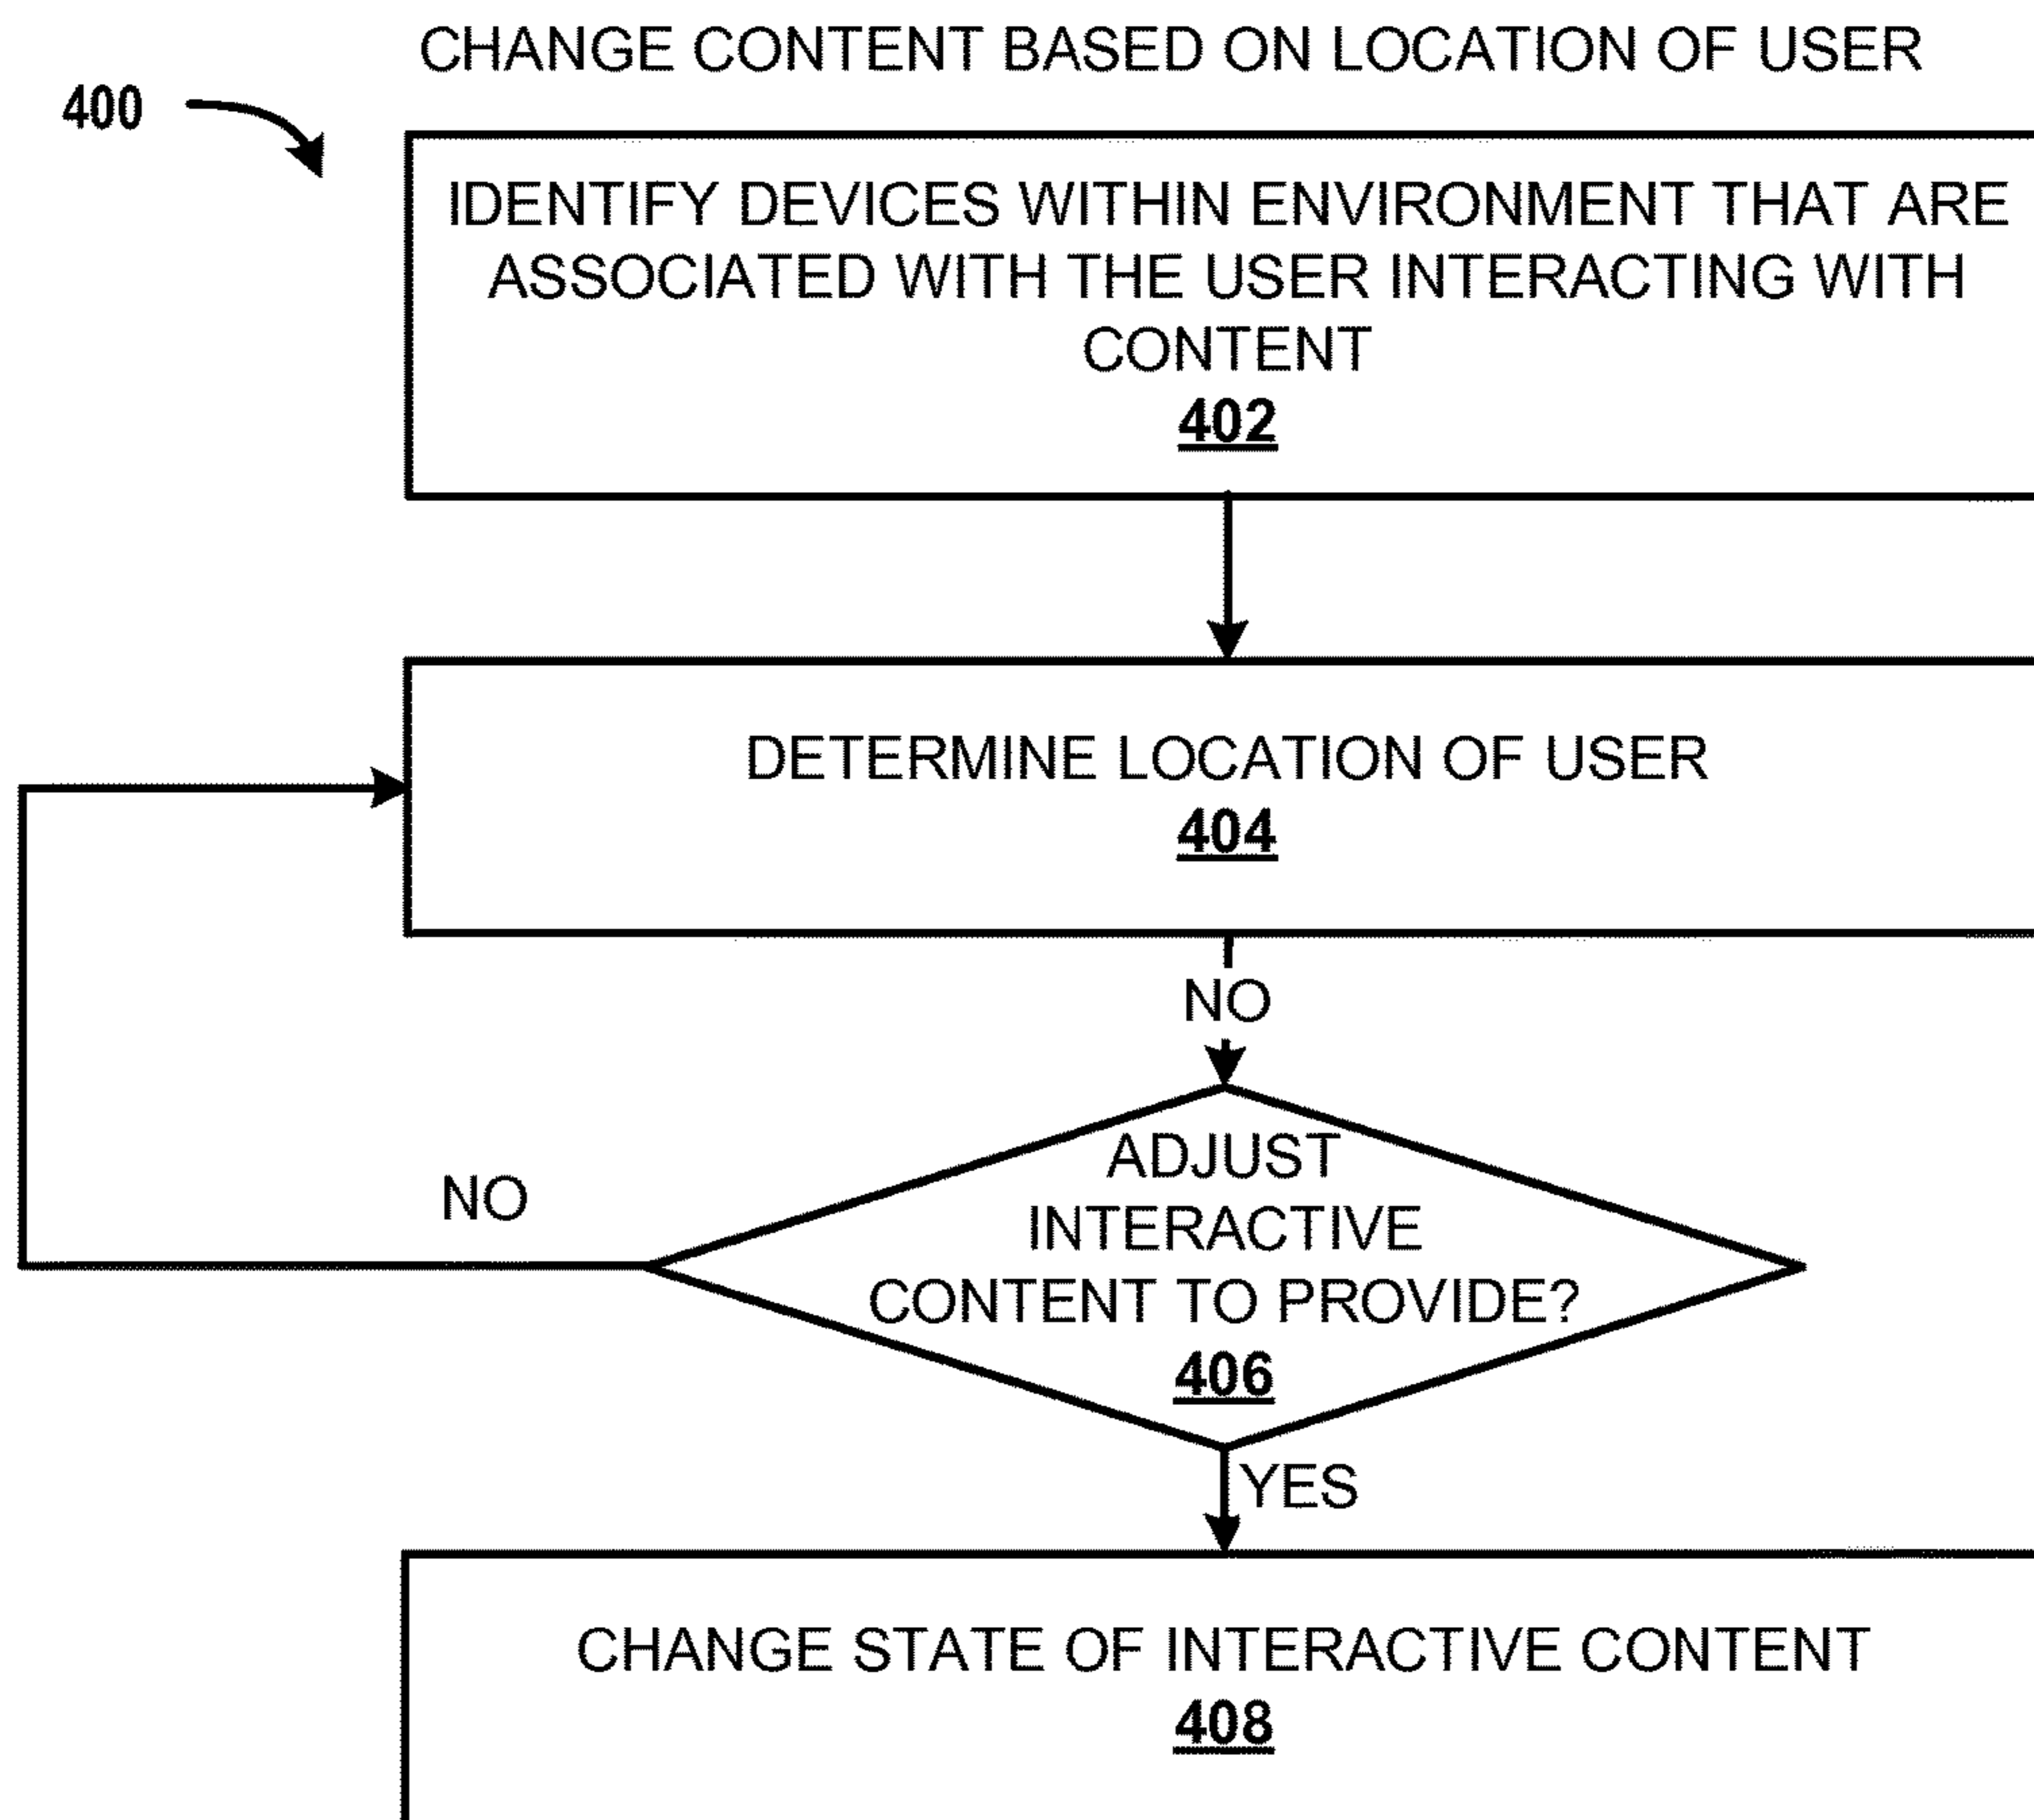 CHANGE CONTENT BASED ON LOCATION OF USER
400
IDENTIFY DEVICES WITHIN ENVIRONMENT THAT ARE
ASSOCIATED WITH THE USER INTERACTING WITH
CONTENT
402
DETERMINE LOCATION OF USER
404
NO
ADJUST
INTERACTIVE
CONTENT TO PROVIDE?
406
NO
YES
CHANGE STATE OF INTERACTIVE CONTENT
408